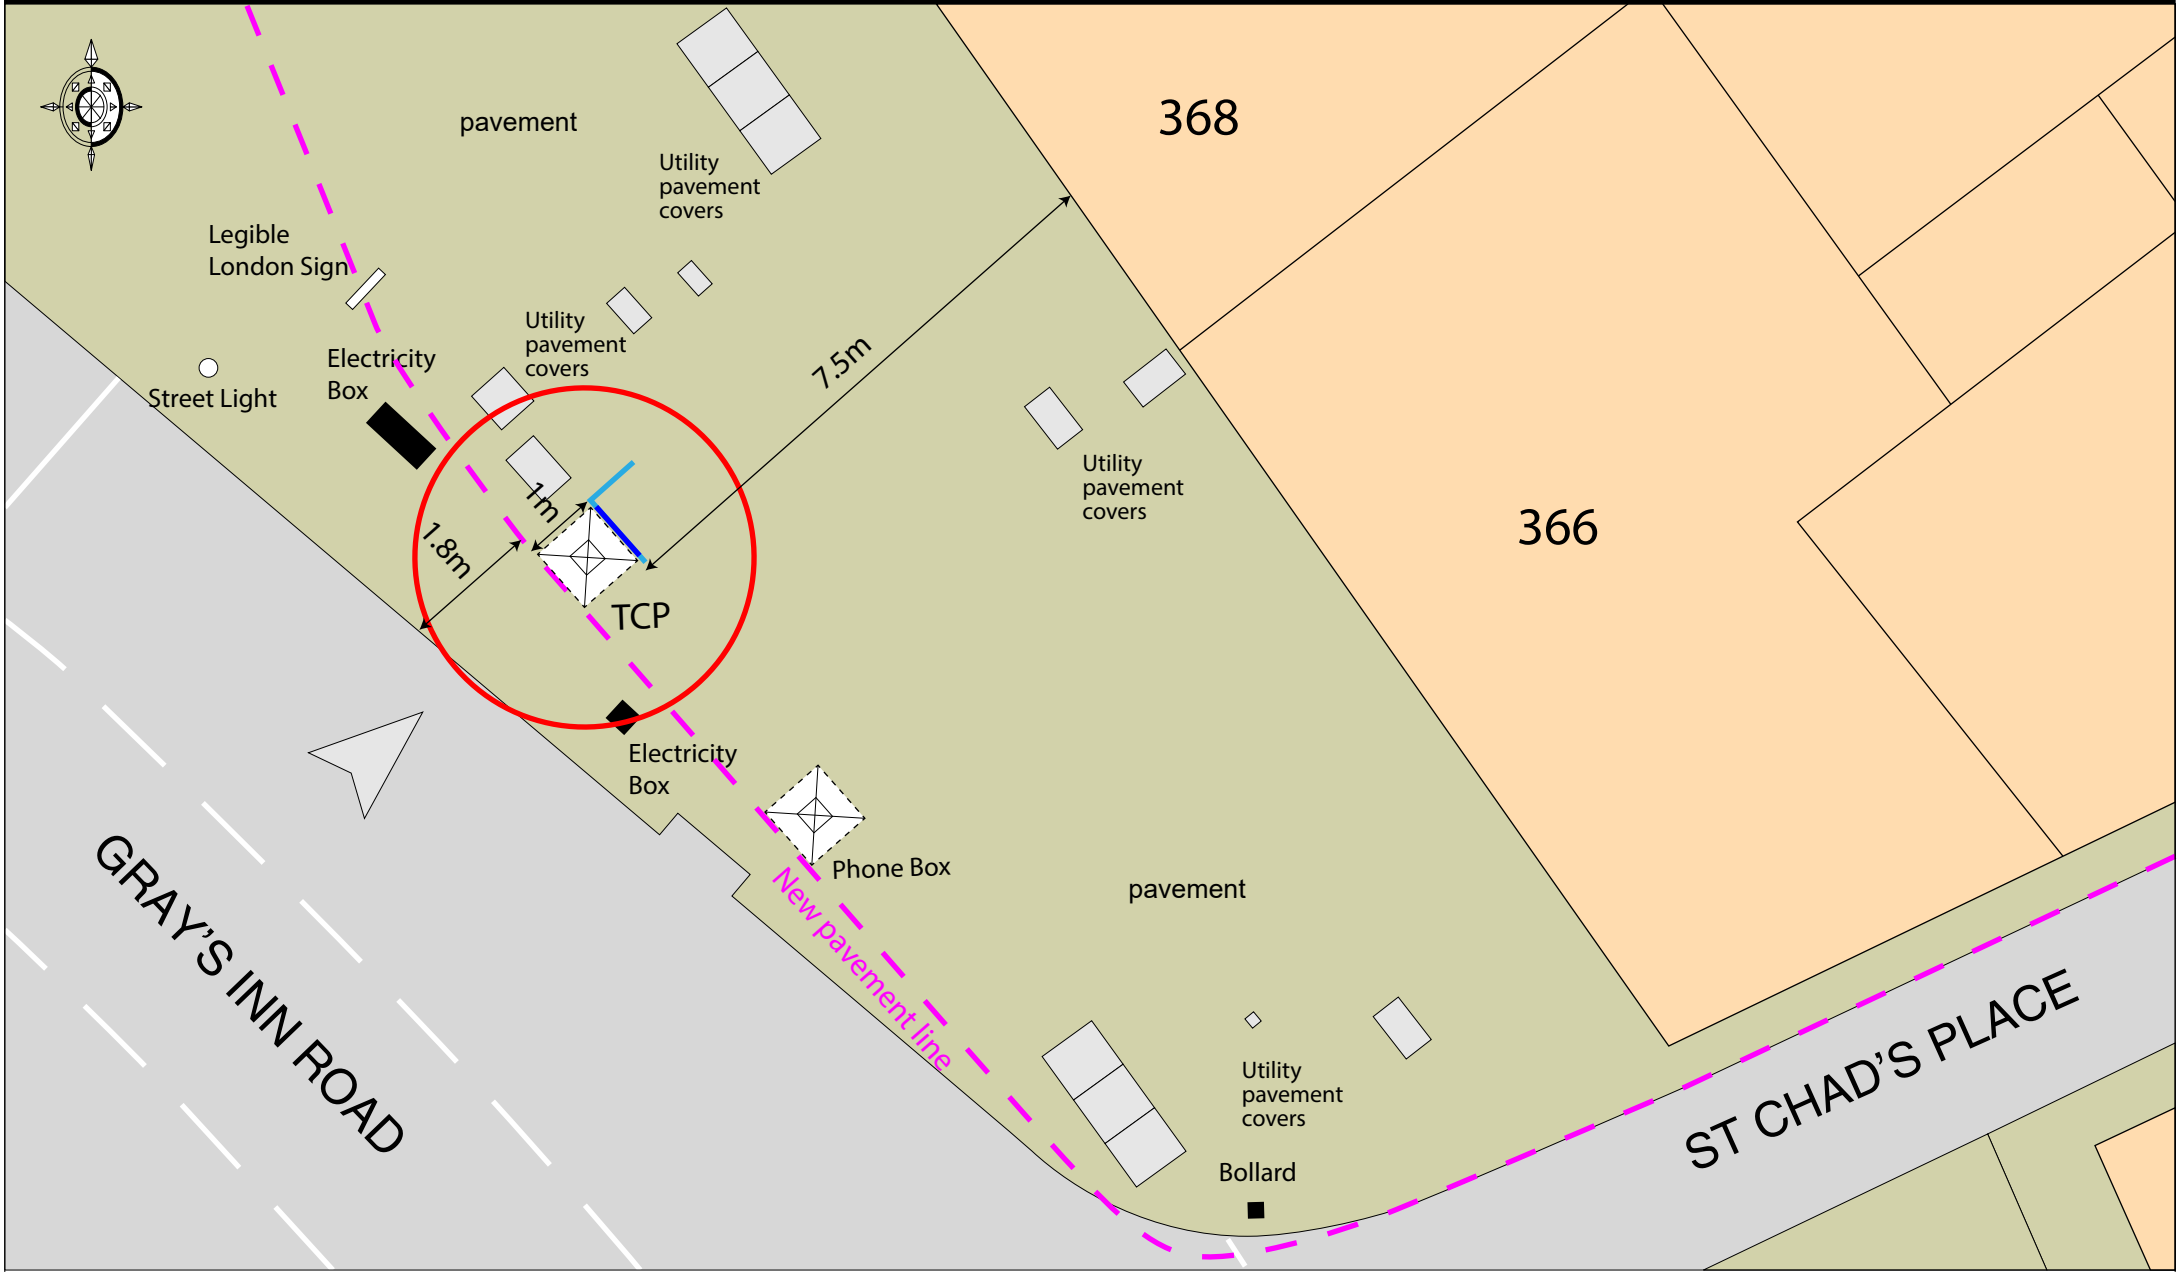 368
pavement
Utility
pavement
covers
Legible
London Sign
Utility
pavement
covers
7.5m
Electricity
Box
Street Light
Utility
pavement
covers
1m
1.8m
366
TCP
Electricity
Box
Phone Box
pavement
New pavement line
GRAY'S INN ROAD
ST CHAD'S PLACE
Utility
pavement
covers
Bollard